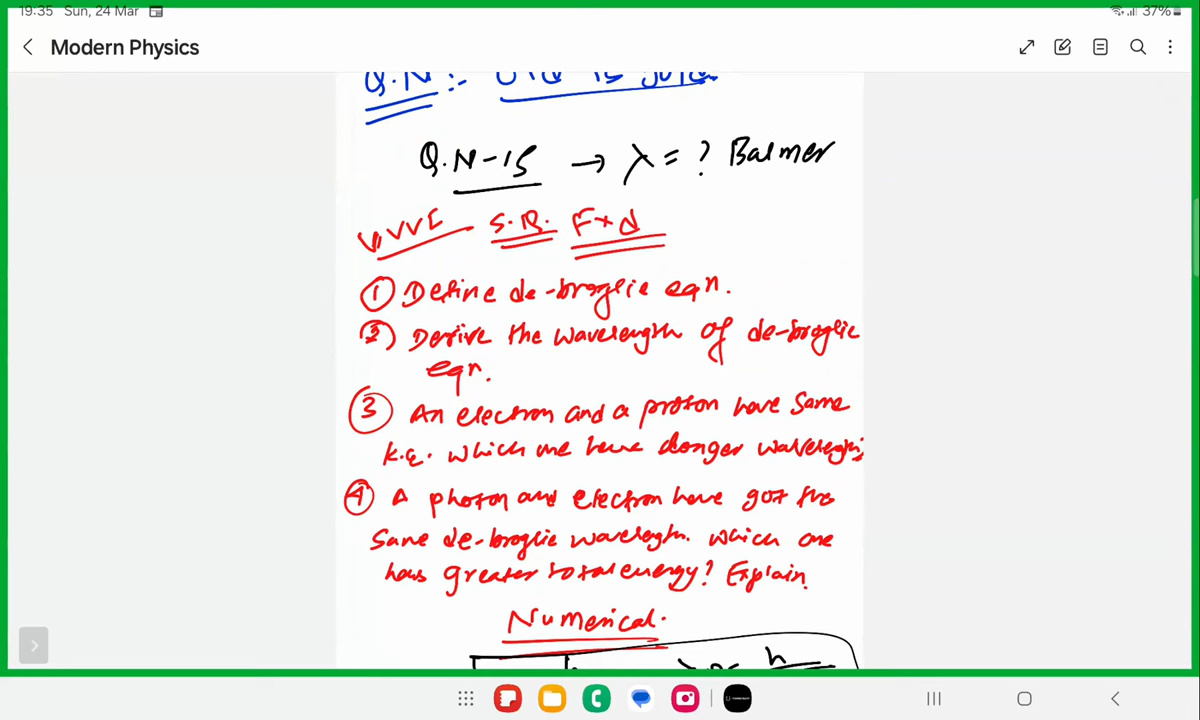 19:35 Sun, 24 Mar
37%
Modern Physics
Q.N :-
Q.N-15 → λ = ? Balmer
VVVI S.Q. F×d
① Define de-broglie eqn.
② Derive the wavelength of de-broglie
eqn.
③ An electron and a proton have same
k.E. which one have longer wavelength
④ A photon and electron have got the
same de-broglie wavelength. which one
has greater total energy? Explain
Numerical.